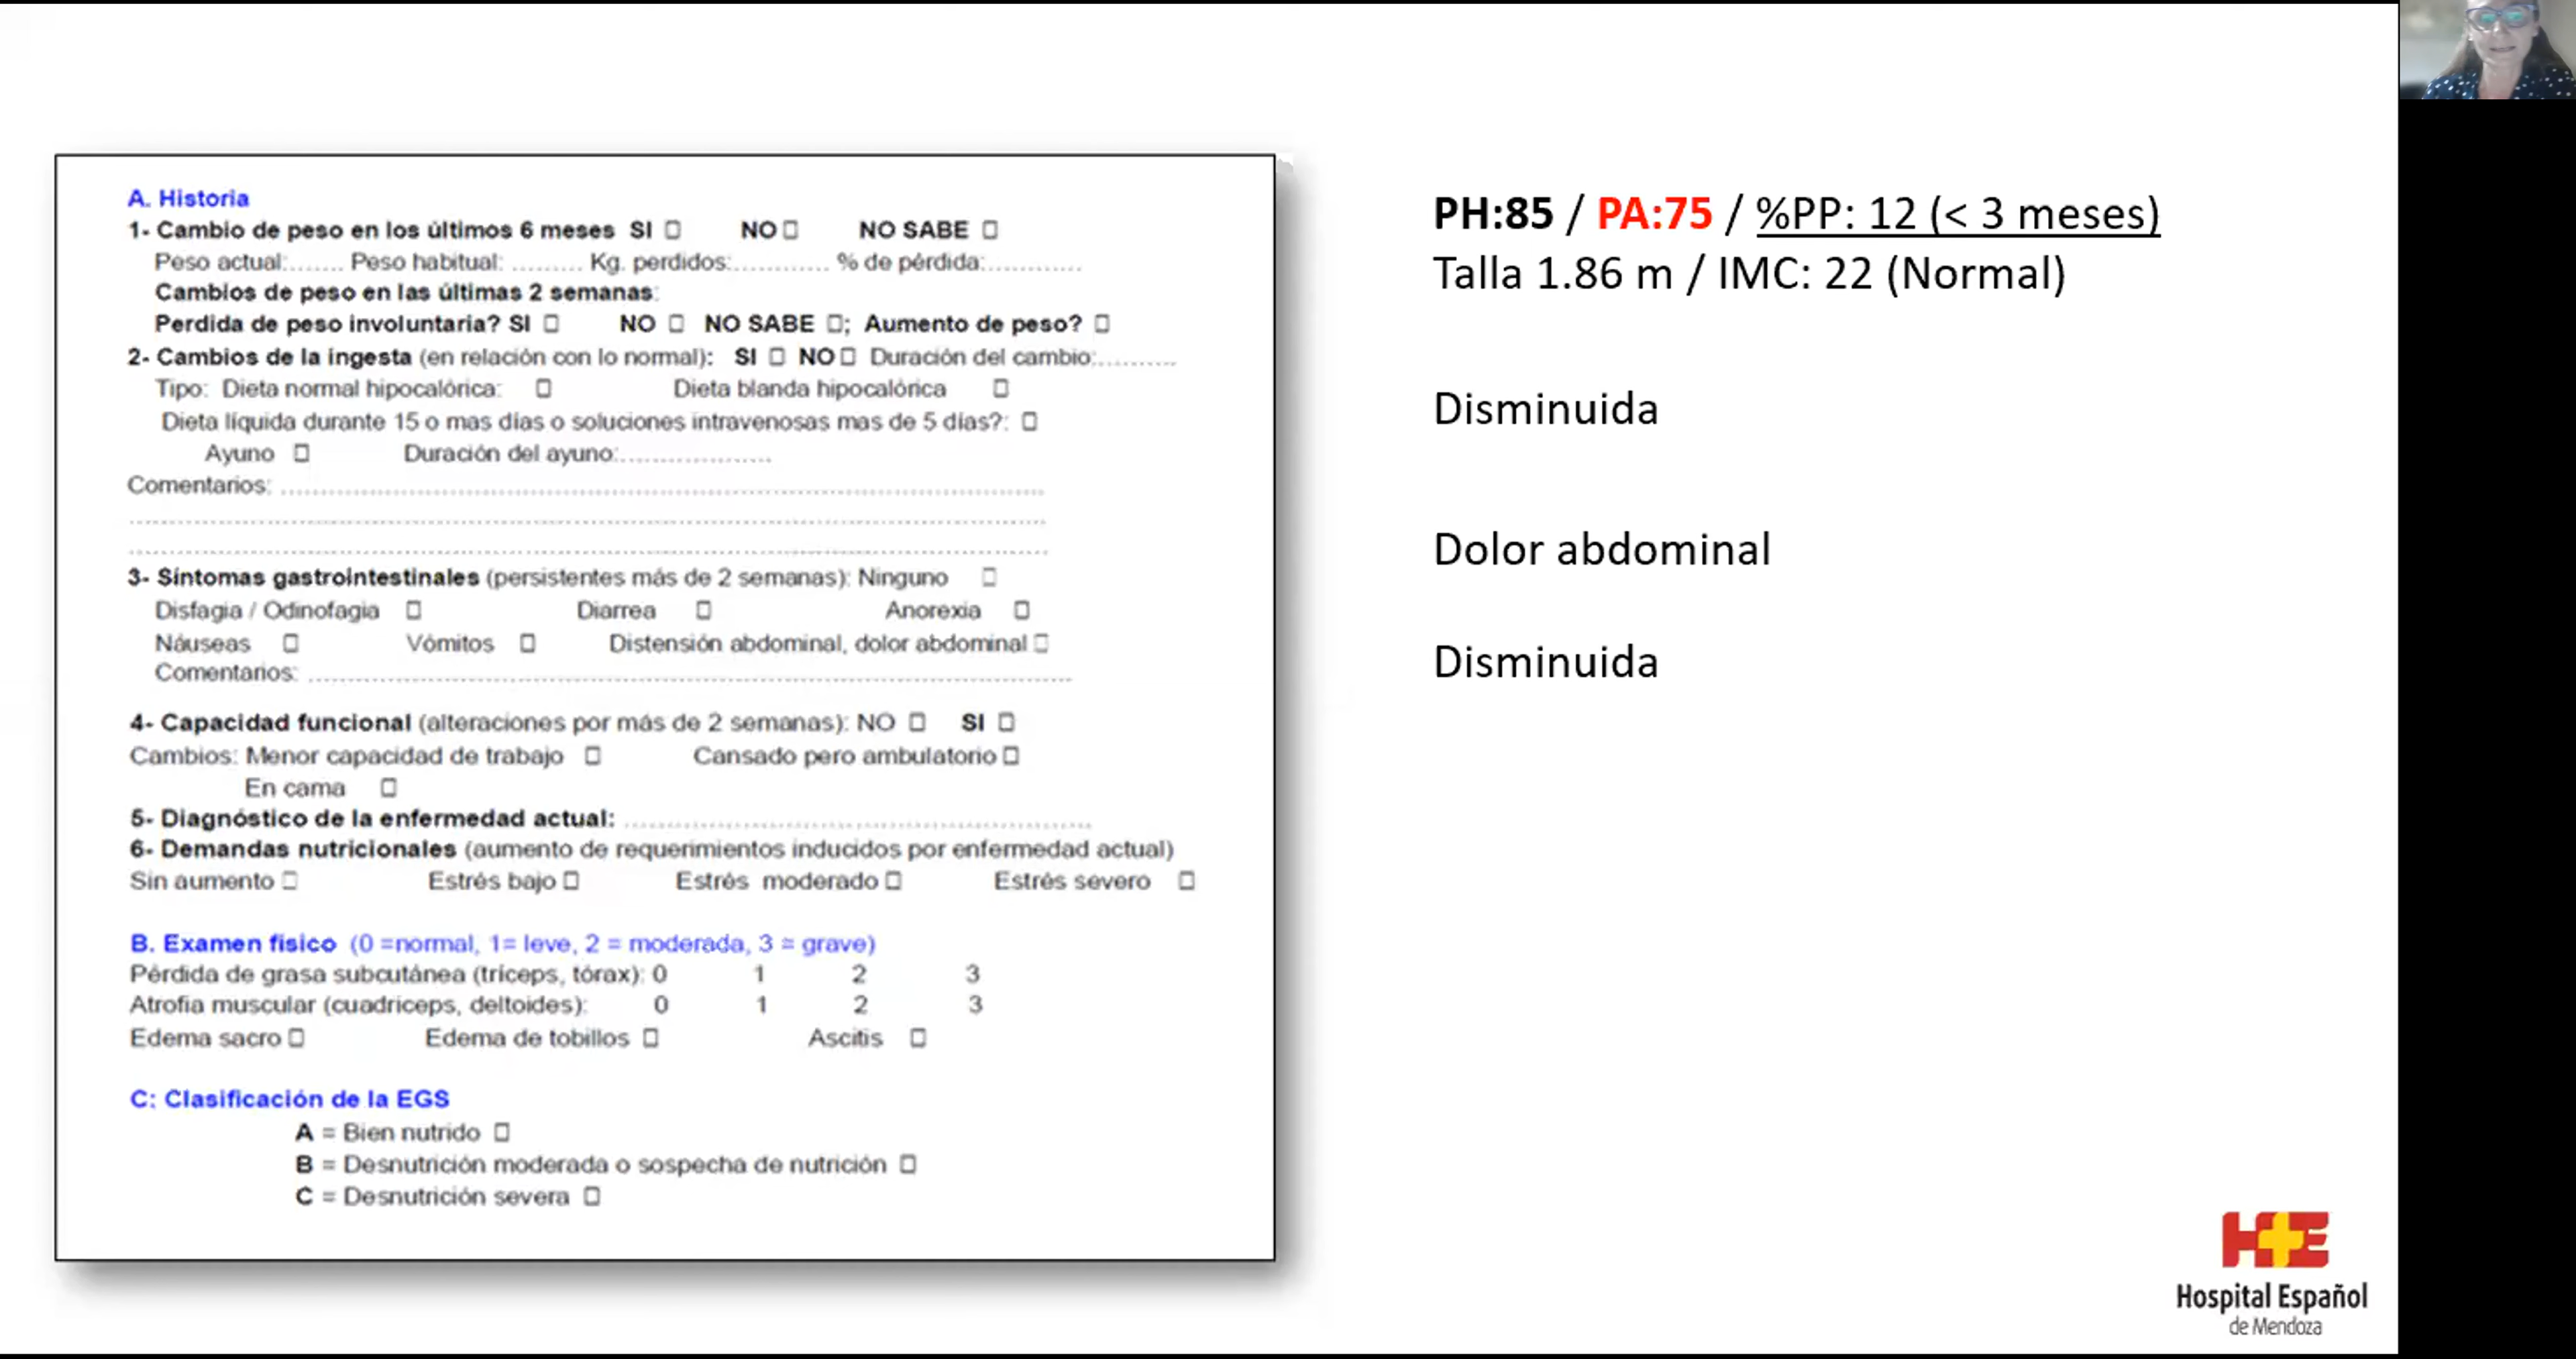 A. Historia
1- Cambio de peso en los últimos 6 meses SI □ NO □ NO SABE □
Peso actual:....... Peso habitual: ......... Kg. perdidos:............ % de pérdida:............
Cambios de peso en las últimas 2 semanas:
Perdida de peso involuntaria? SI □ NO □ NO SABE □; Aumento de peso? □
2- Cambios de la ingesta (en relación con lo normal): SI □ NO □ Duración del cambio:..........
Tipo: Dieta normal hipocalórica: □ Dieta blanda hipocalórica □
Dieta líquida durante 15 o mas días o soluciones intravenosas mas de 5 días?: □
Ayuno □ Duración del ayuno:...................
Comentarios: ................................................................
3- Síntomas gastrointestinales (persistentes más de 2 semanas): Ninguno □
Disfagia / Odinofagia □ Diarrea □ Anorexia □
Náuseas □ Vómitos □ Distensión abdominal, dolor abdominal □
Comentarios: ................................................................
4- Capacidad funcional (alteraciones por más de 2 semanas): NO □ SI □
Cambios: Menor capacidad de trabajo □ Cansado pero ambulatorio □
En cama □
5- Diagnóstico de la enfermedad actual: ................................................
6- Demandas nutricionales (aumento de requerimientos inducidos por enfermedad actual)
Sin aumento □ Estrés bajo □ Estrés moderado □ Estrés severo □
B. Examen físico (0 =normal, 1= leve, 2 = moderada, 3 = grave)
Pérdida de grasa subcutánea (tríceps, tórax): 0 1 2 3
Atrofia muscular (cuadriceps, deltoides): 0 1 2 3
Edema sacro □ Edema de tobillos □ Ascitis □
C: Clasificación de la EGS
A = Bien nutrido □
B = Desnutrición moderada o sospecha de nutrición □
C = Desnutrición severa □
PH:85 / PA:75 / %PP: 12 (< 3 meses)
Talla 1.86 m / IMC: 22 (Normal)
Disminuida
Dolor abdominal
Disminuida
HE
Hospital Español
de Mendoza